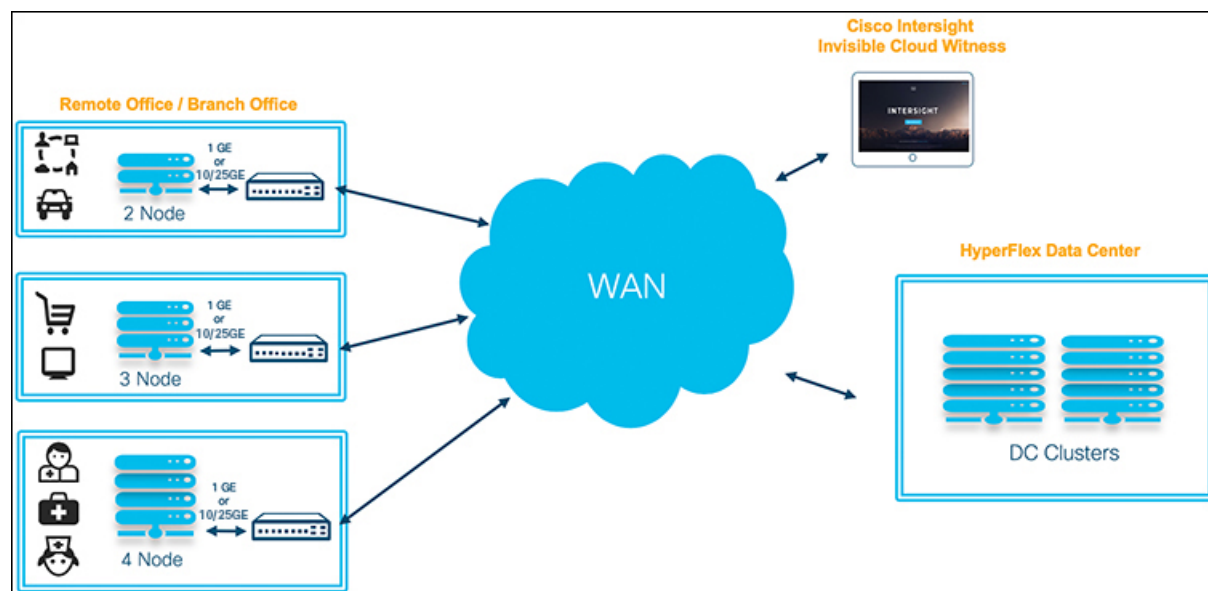 Cisco Intersight
Invisible Cloud Witness
Remote Office / Branch Office
1 GE
or
10/25GE
2 Node
INTERSIGHT
WAN
HyperFlex Data Center
1 GE
or
10/25GE
3 Node
DC Clusters
1 GE
or
10/25GE
4 Node